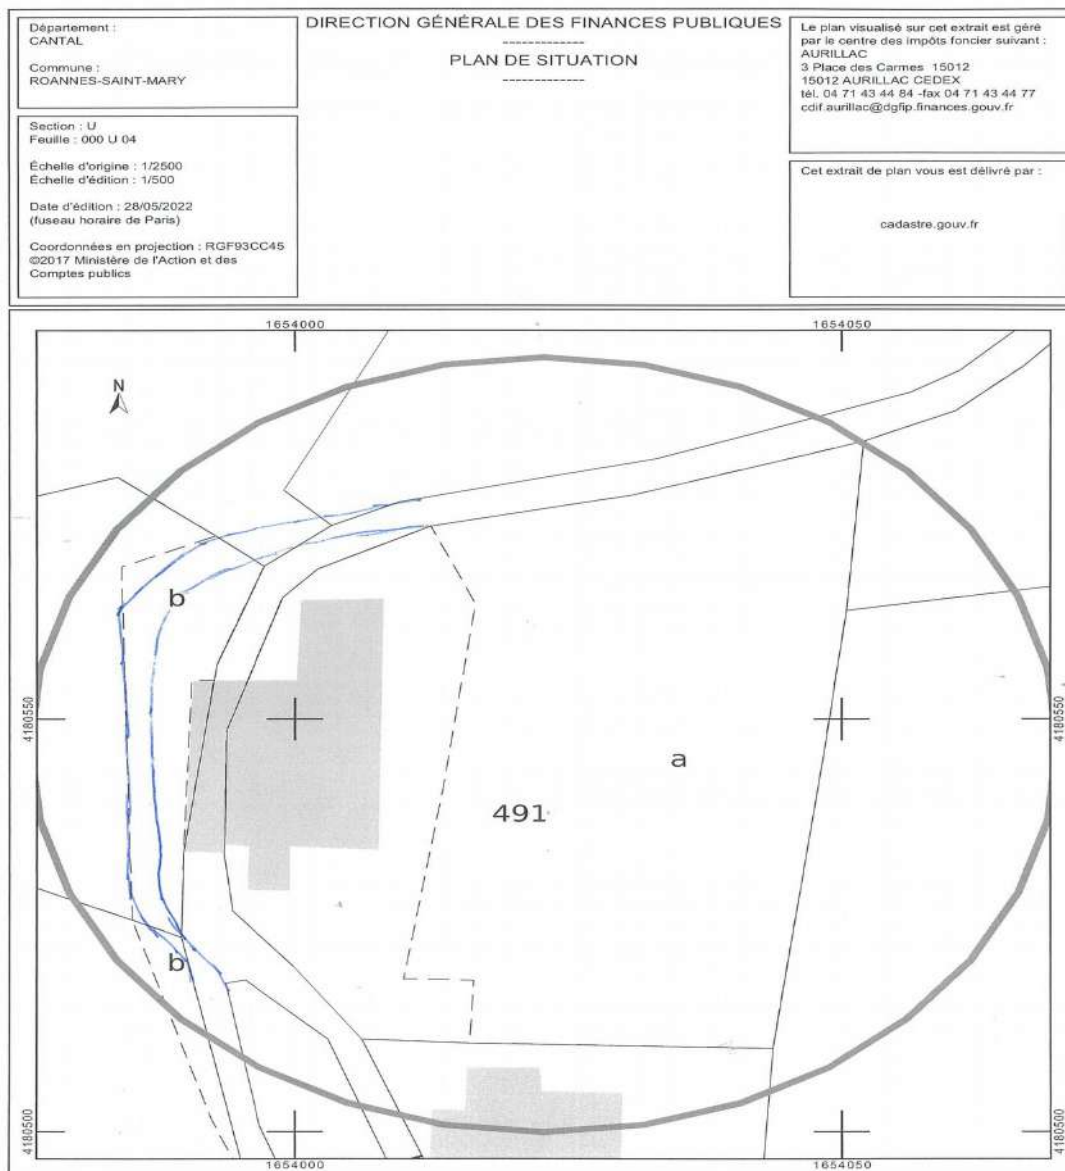 Département :
CANTAL
Commune :
ROANNES-SAINT-MARY
Section : U
Feuille : 000 U 04
Échelle d'origine : 1/2500
Échelle d'édition : 1/500
Date d'édition : 28/05/2022
(fuseau horaire de Paris)
Coordonnées en projection : RGF93CC45
©2017 Ministère de l'Action et des
Comptes publics
DIRECTION GÉNÉRALE DES FINANCES PUBLIQUES
-------------
PLAN DE SITUATION
-------------
Le plan visualisé sur cet extrait est géré
par le centre des impôts foncier suivant :
AURILLAC
3 Place des Carmes 15012
15012 AURILLAC CEDEX
tél. 04 71 43 44 84 -fax 04 71 43 44 77
cdif.aurillac@dgfip.finances.gouv.fr
Cet extrait de plan vous est délivré par :
cadastre.gouv.fr
1654000
1654050
N
b
4180550
4180550
a
491
b
4180500
4180500
1654000
1654050